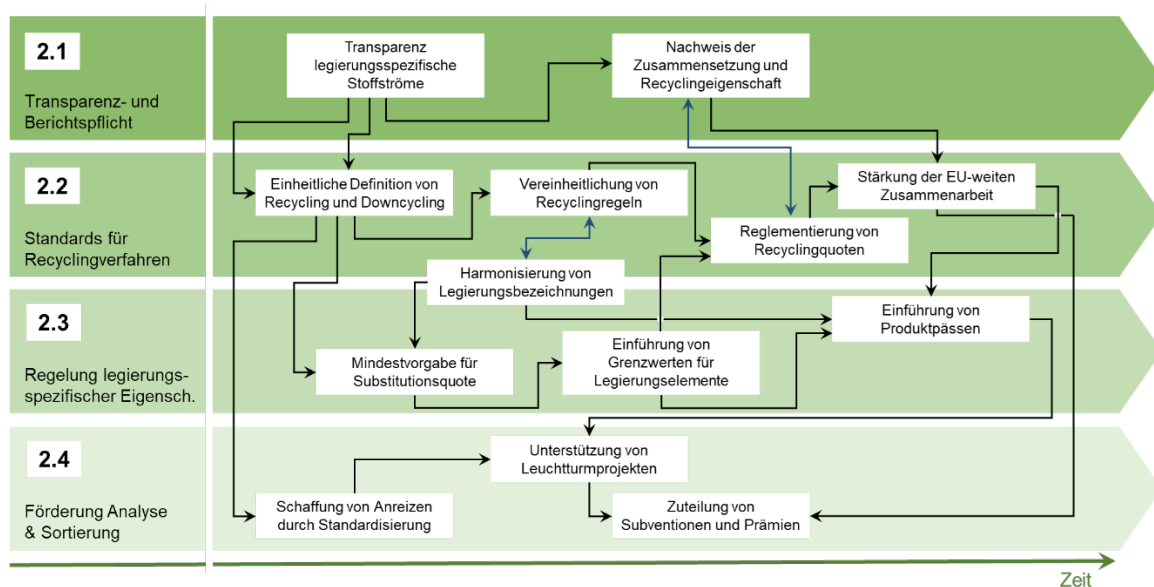 2.1
Transparenz- und
Berichtspflicht
Transparenz
legierungsspezifische
Stoffströme
Nachweis der
Zusammensetzung und
Recyclingeigenschaft
2.2
Standards für
Recyclingverfahren
Einheitliche Definition von
Recycling und Downcycling
Vereinheitlichung von
Recyclingregeln
Stärkung der EU-weiten
Zusammenarbeit
Reglementierung von
Recyclingquoten
Harmonisierung von
Legierungsbezeichnungen
2.3
Regelung legierungs-
spezifischer Eigensch.
Einführung von
Produktpässen
Mindestvorgabe für
Substitutionsquote
Einführung von
Grenzwerten für
Legierungselemente
2.4
Förderung Analyse
& Sortierung
Unterstützung von
Leuchtturmprojekten
Schaffung von Anreizen
durch Standardisierung
Zuteilung von
Subventionen und Prämien
Zeit